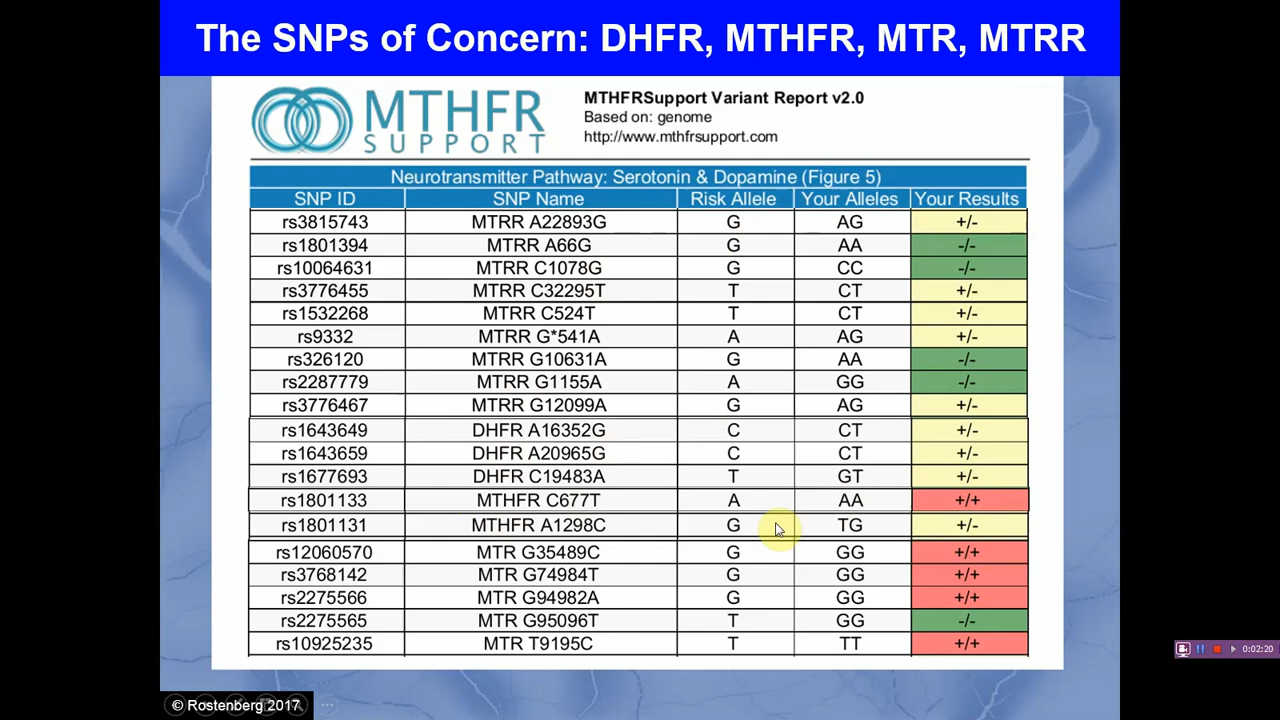 The SNPs of Concern: DHFR, MTHFR, MTR, MTRR
MTHFR
SUPPORT
MTHFRSupport Variant Report v2.0
Based on: genome
http://www.mthfrsupport.com
Neurotransmitter Pathway: Serotonin & Dopamine (Figure 5)
SNP ID SNP Name Risk Allele Your Alleles Your Results
rs3815743 MTRR A22893G G AG +/-
rs1801394 MTRR A66G G AA -/-
rs10064631 MTRR C1078G G CC -/-
rs3776455 MTRR C32295T T CT +/-
rs1532268 MTRR C524T T CT +/-
rs9332 MTRR G*541A A AG +/-
rs326120 MTRR G10631A G AA -/-
rs2287779 MTRR G1155A A GG -/-
rs3776467 MTRR G12099A G AG +/-
rs1643649 DHFR A16352G C CT +/-
rs1643659 DHFR A20965G C CT +/-
rs1677693 DHFR C19483A T GT +/-
rs1801133 MTHFR C677T A AA +/+
rs1801131 MTHFR A1298C G TG +/-
rs12060570 MTR G35489C G GG +/+
rs3768142 MTR G74984T G GG +/+
rs2275566 MTR G94982A G GG +/+
rs2275565 MTR G95096T T GG -/-
rs10925235 MTR T9195C T TT +/+
0:02:20
© Rostenberg 2017